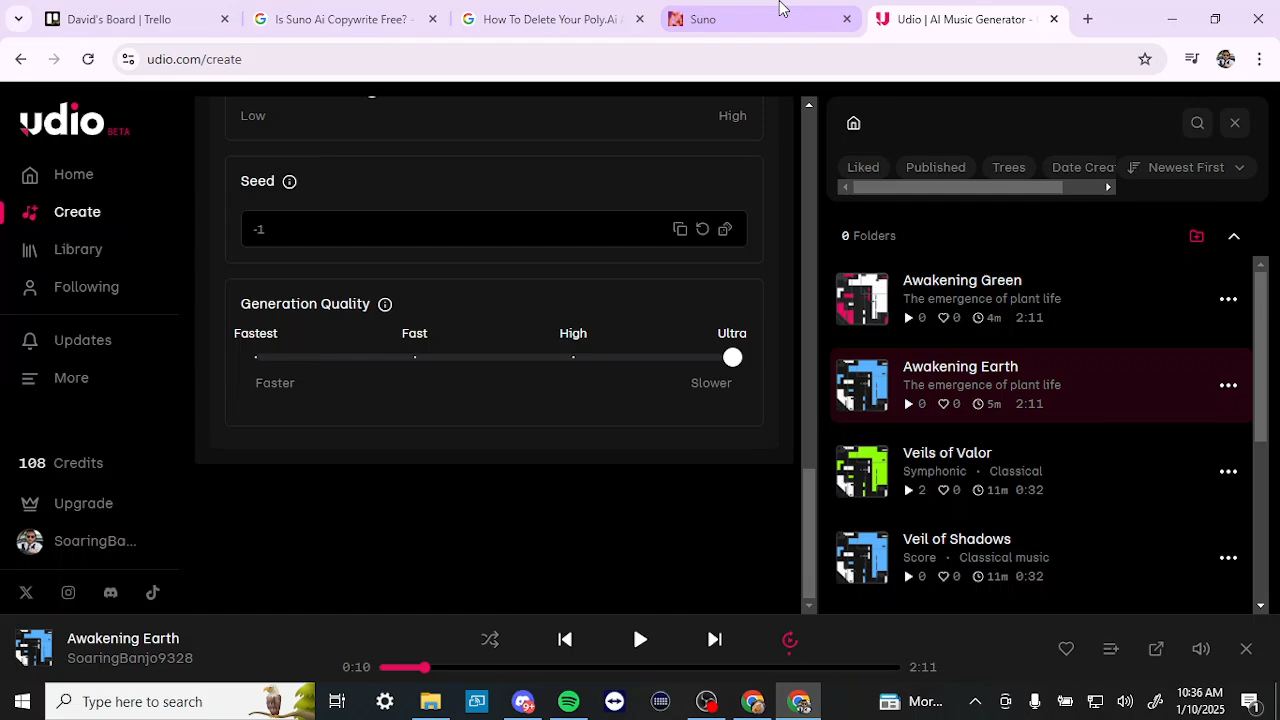 David's Board | Trello
Is Suno Ai Copywrite Free?
How To Delete Your Poly.Ai A
Suno
Udio | AI Music Generator -
udio.com/create
udio BETA
Home
Create
Library
Following
Updates
More
108 Credits
Upgrade
SoaringBa...
Low High
Seed
-1
Generation Quality
Fastest Fast High Ultra
Faster Slower
Liked Published Trees Date Creat Newest First
0 Folders
Awakening Green
The emergence of plant life
0 0 4m 2:11
Awakening Earth
The emergence of plant life
0 0 5m 2:11
Veils of Valor
Symphonic · Classical
2 0 11m 0:32
Veil of Shadows
Score · Classical music
0 0 11m 0:32
Awakening Earth
SoaringBanjo9328
0:10 2:11
Type here to search
Mor...
10:36 AM
1/10/2025